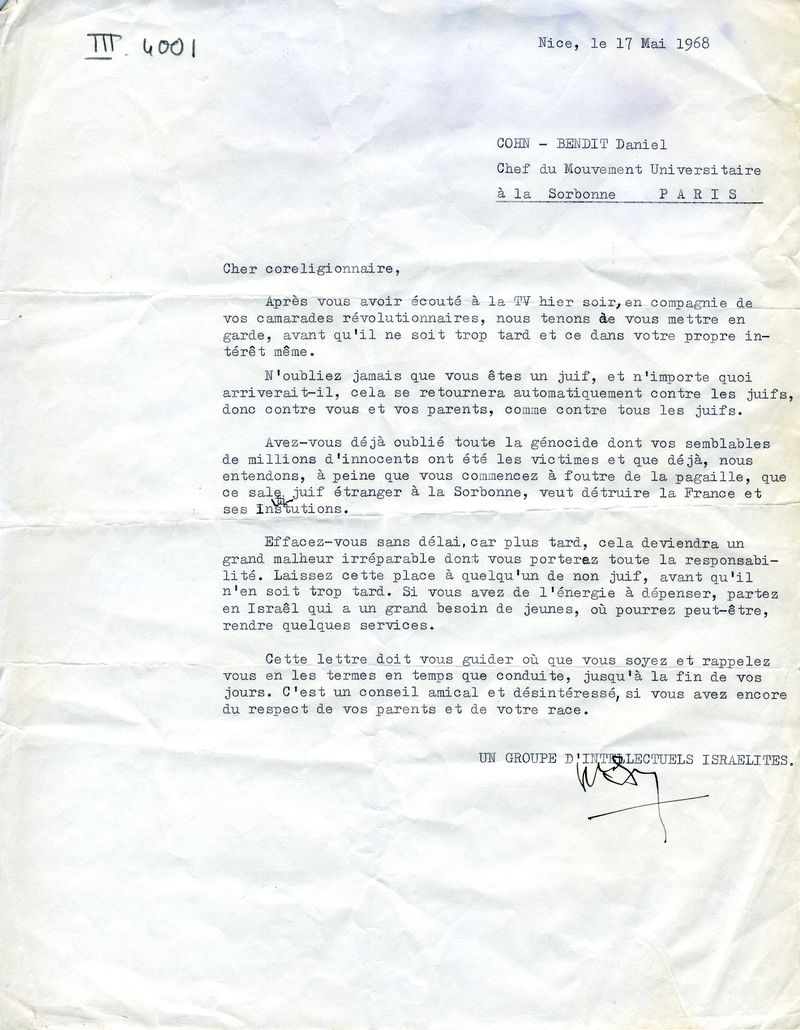 III. 4001
Nice, le 17 Mai 1968
COHN - BENDIT Daniel
Chef du Mouvement Universitaire
à la Sorbonne P A R I S
Cher coreligionnaire,
Après vous avoir écouté à la TV hier soir, en compagnie de
vos camarades révolutionnaires, nous tenons de vous mettre en
garde, avant qu'il ne soit trop tard et ce dans votre propre in-
térêt même.
N'oubliez jamais que vous êtes un juif, et n'importe quoi
arriverait-il, cela se retournera automatiquement contre les juifs,
donc contre vous et vos parents, comme contre tous les juifs.
Avez-vous déjà oublié toute la génocide dont vos semblables
de millions d'innocents ont été les victimes et que déjà, nous
entendons, à peine que vous commencez à foutre de la pagaille, que
ce sale juif étranger à la Sorbonne, veut détruire la France et
ses Institutions.
Effacez-vous sans délai, car plus tard, cela deviendra un
grand malheur irréparable dont vous porterez toute la responsabi-
lité. Laissez cette place à quelqu'un de non juif, avant qu'il
n'en soit trop tard. Si vous avez de l'énergie à dépenser, partez
en Israêl qui a un grand besoin de jeunes, où pourrez peut-être,
rendre quelques services.
Cette lettre doit vous guider où que vous soyez et rappelez
vous en les termes en temps que conduite, jusqu'à la fin de vos
jours. C'est un conseil amical et désintéressé, si vous avez encore
du respect de vos parents et de votre race.
UN GROUPE D'INTELLECTUELS ISRAELITES.